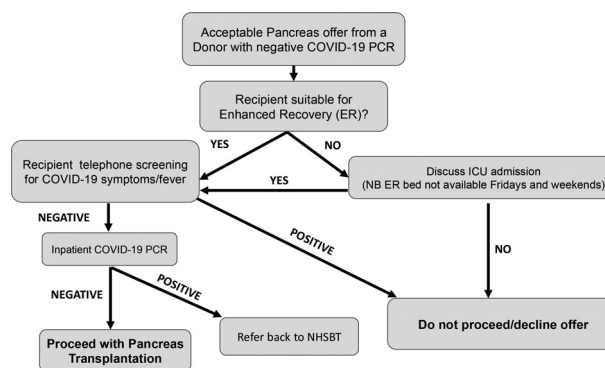 Acceptable Pancreas offer from a
Donor with negative COVID-19 PCR
Recipient suitable for
Enhanced Recovery (ER)?
YES
NO
Recipient telephone screening
for COVID-19 symptoms/fever
YES
Discuss ICU admission
(NB ER bed not available Fridays and weekends)
NEGATIVE
POSITIVE
NO
Inpatient COVID-19 PCR
NEGATIVE
POSITIVE
Proceed with Pancreas
Transplantation
Refer back to NHSBT
Do not proceed/decline offer